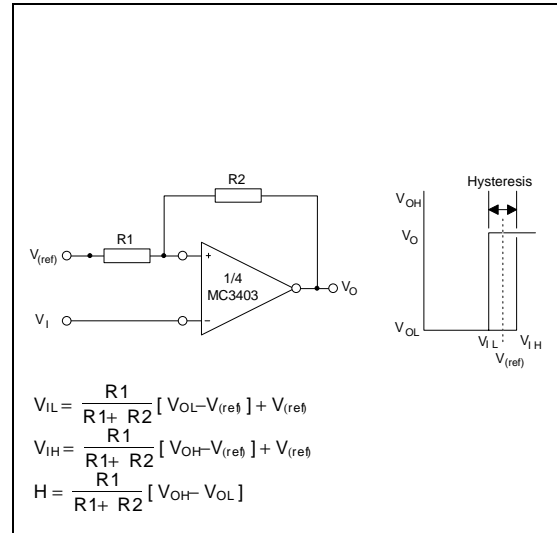 R2
Hysteresis
R1
V(ref)
+
1/4
MC3403
VO
VI
−
VOH
VO
VOL
VIL
VIH
V(ref)
VIL = R1 / R1 + R2 [ VOL − V(ref) ] + V(ref)
VIH = R1 / R1 + R2 [ VOH − V(ref) ] + V(ref)
H = R1 / R1 + R2 [ VOH − VOL ]